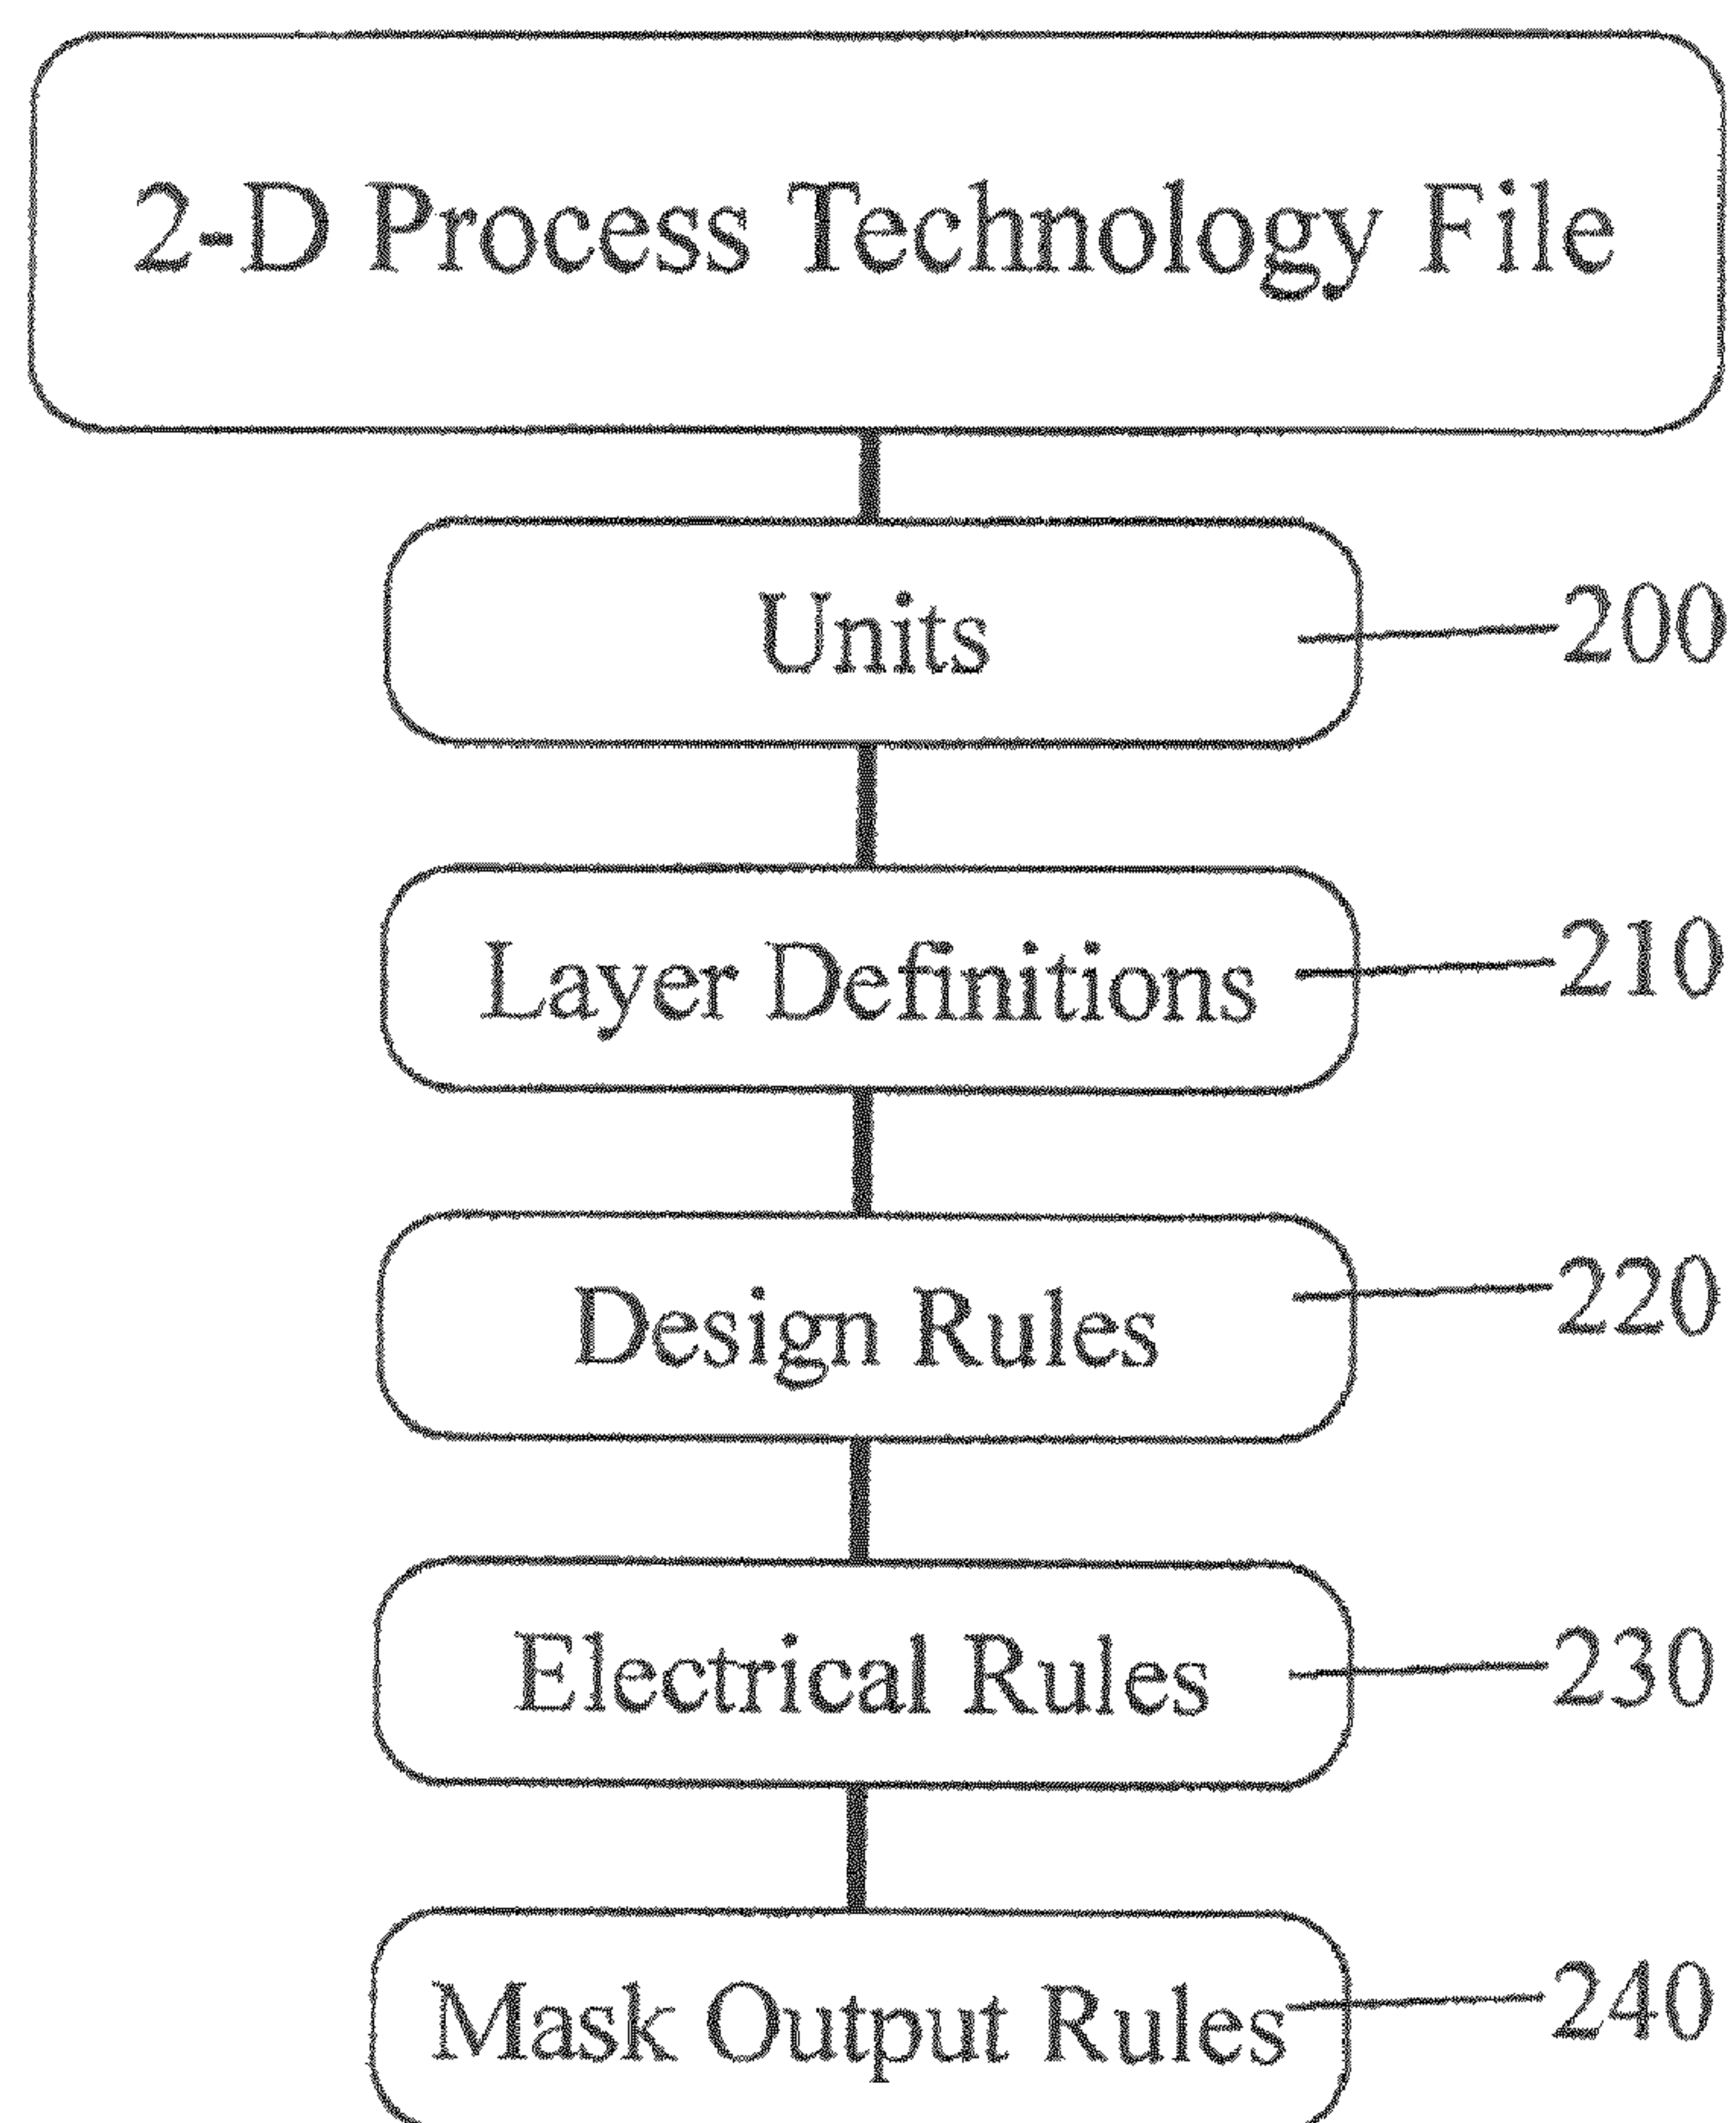 2-D Process Technology File
Units
200
Layer Definitions
210
Design Rules
220
Electrical Rules
230
Mask Output Rules
240